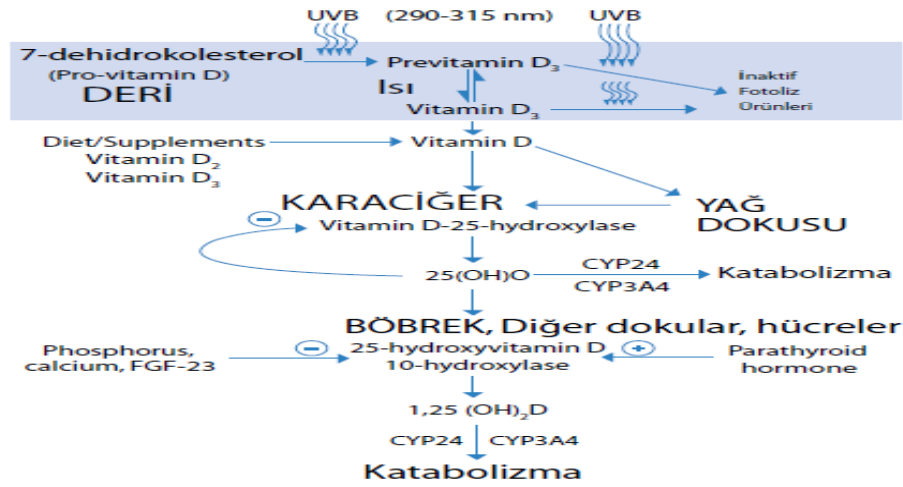 UVB (290-315 nm) UVB
7-dehidrokolesterol
(Pro-vitamin D)
DERİ
Previtamin D₃
Isı
Vitamin D₃
İnaktif
Fotoliz
Ürünleri
Diet/Supplements
Vitamin D₂
Vitamin D₃
Vitamin D
KARACİĞER
Vitamin D-25-hydroxylase
YAĞ
DOKUSU
25(OH)O
CYP24
CYP3A4
Katabolizma
BÖBREK, Diğer dokular, hücreler
Phosphorus,
calcium, FGF-23
25-hydroxyvitamin D
10-hydroxylase
Parathyroid
hormone
1,25 (OH)₂D
CYP24 CYP3A4
Katabolizma